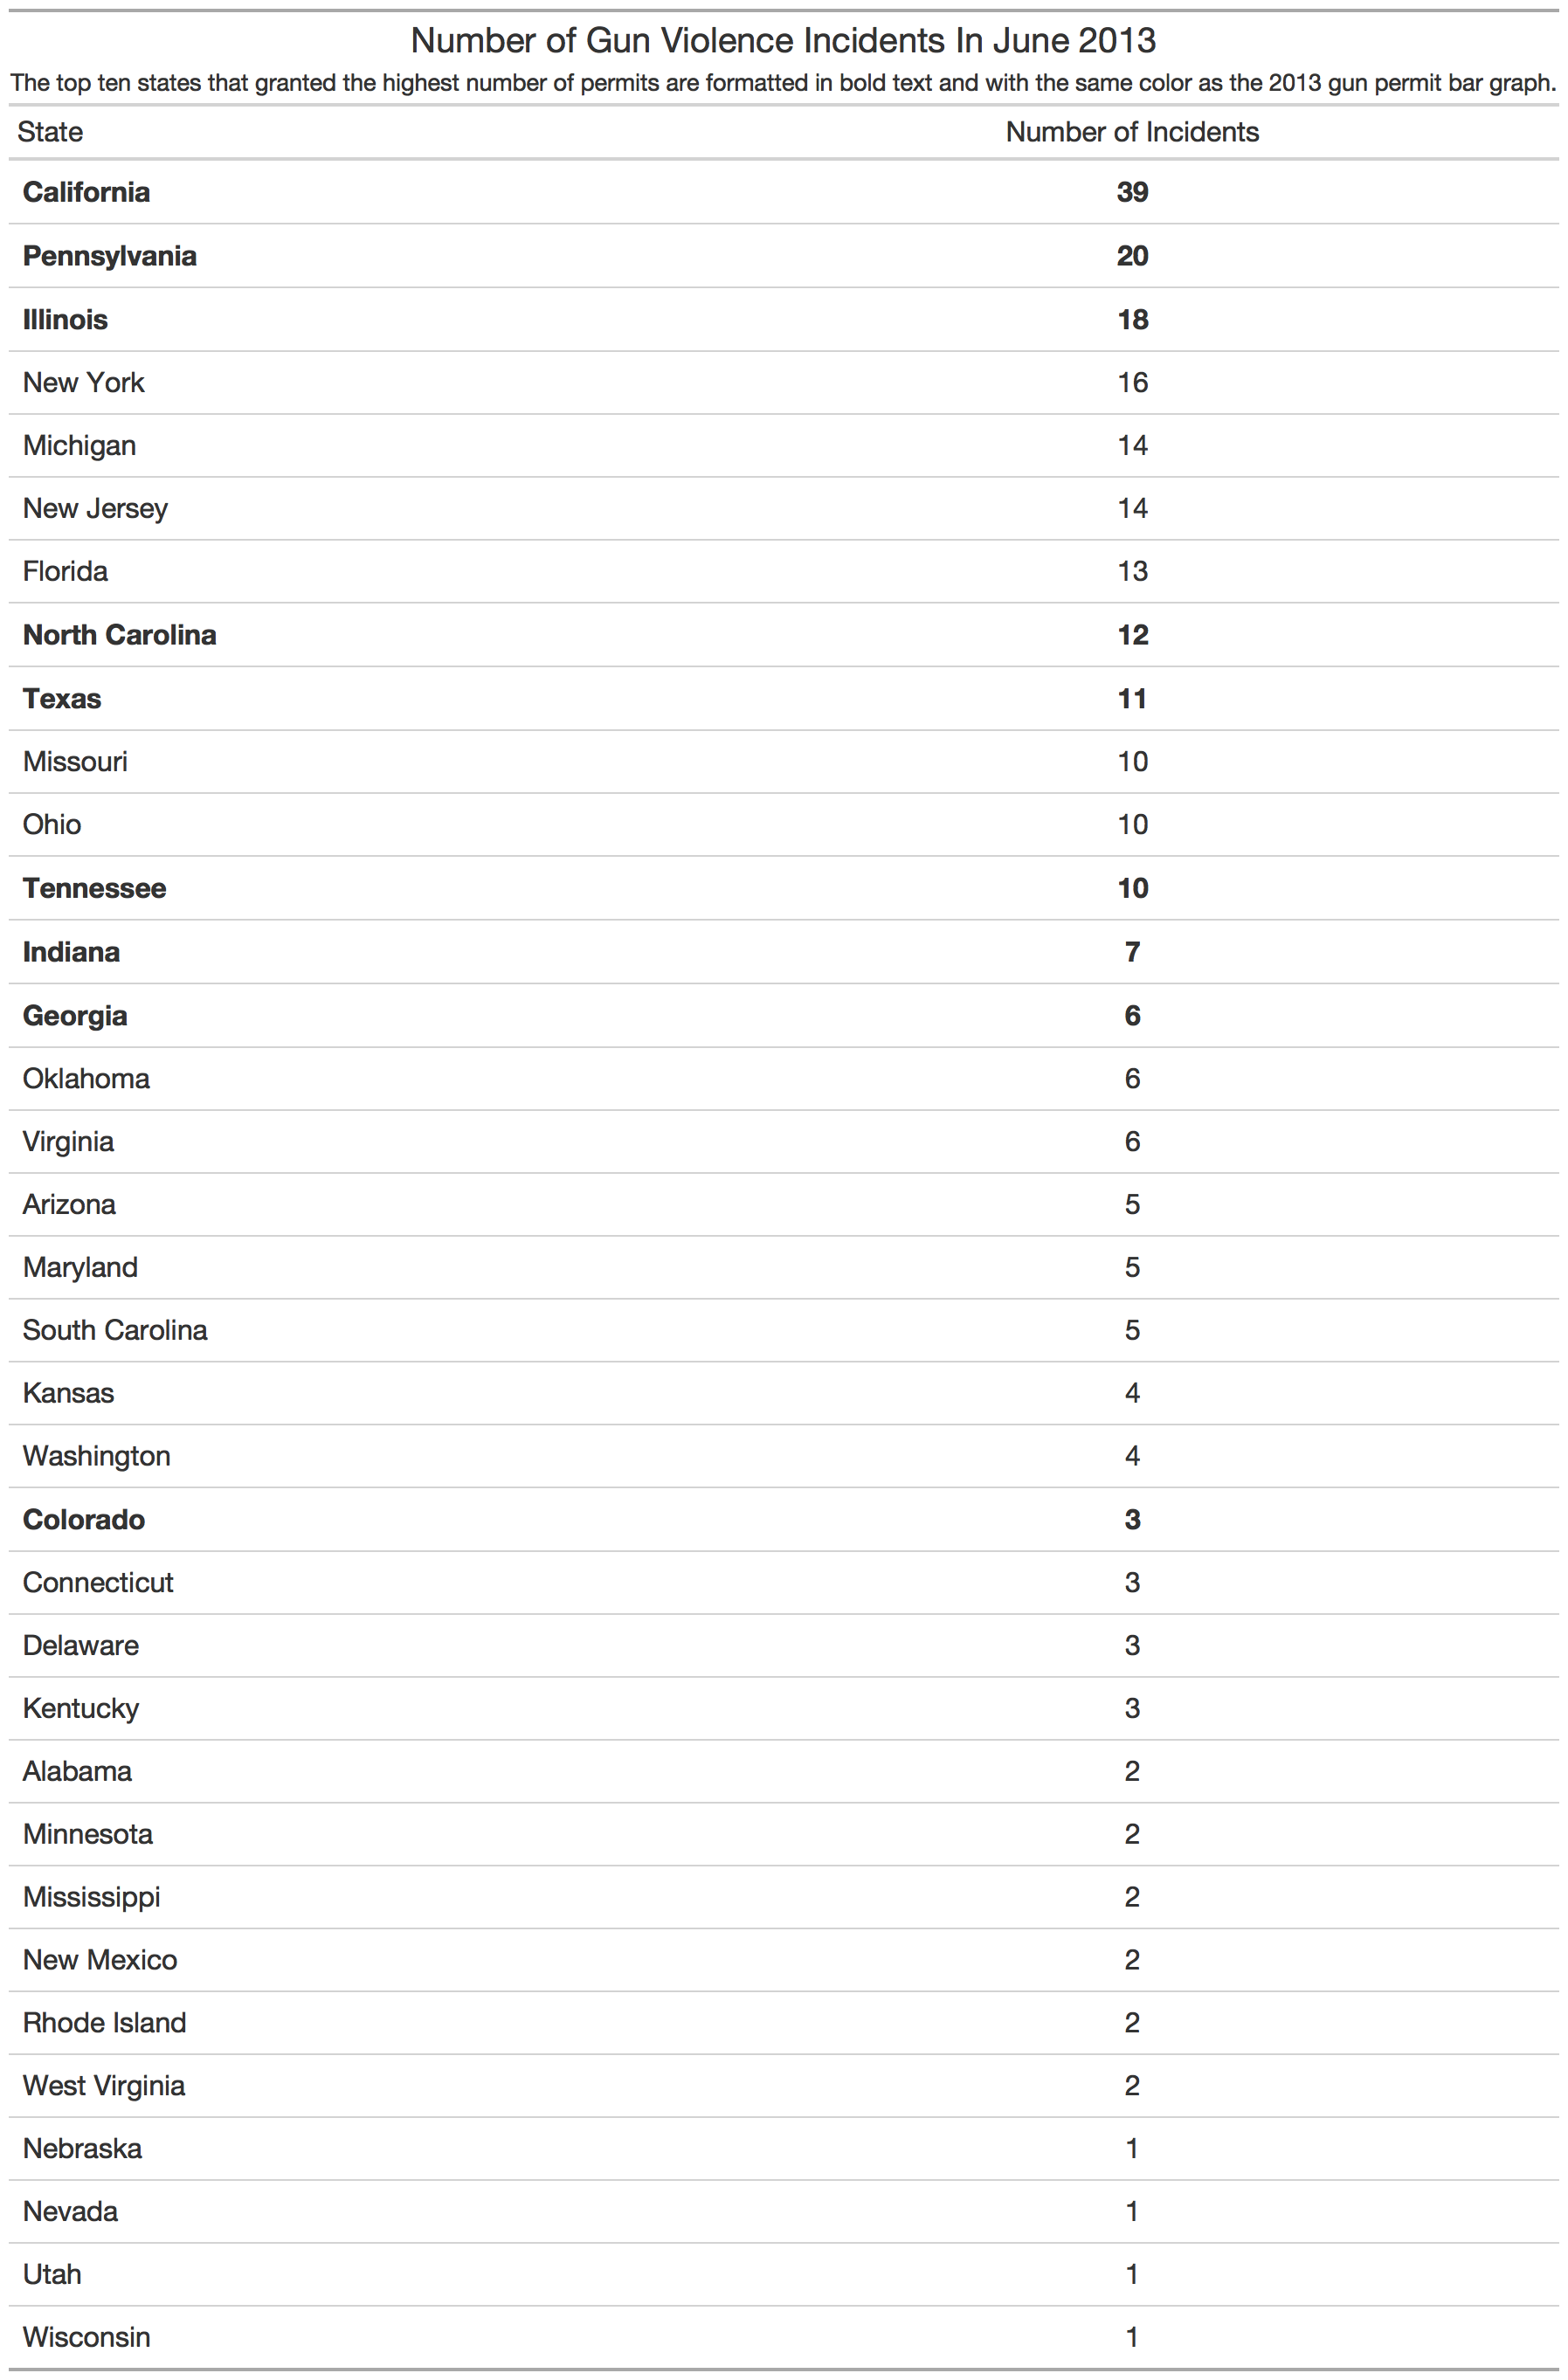 Number of Gun Violence Incidents In June 2013
The top ten states that granted the highest number of permits are formatted in bold text and with the same color as the 2013 gun permit bar graph.
State Number of Incidents
California 39
Pennsylvania 20
Illinois 18
New York 16
Michigan 14
New Jersey 14
Florida 13
North Carolina 12
Texas 11
Missouri 10
Ohio 10
Tennessee 10
Indiana 7
Georgia 6
Oklahoma 6
Virginia 6
Arizona 5
Maryland 5
South Carolina 5
Kansas 4
Washington 4
Colorado 3
Connecticut 3
Delaware 3
Kentucky 3
Alabama 2
Minnesota 2
Mississippi 2
New Mexico 2
Rhode Island 2
West Virginia 2
Nebraska 1
Nevada 1
Utah 1
Wisconsin 1